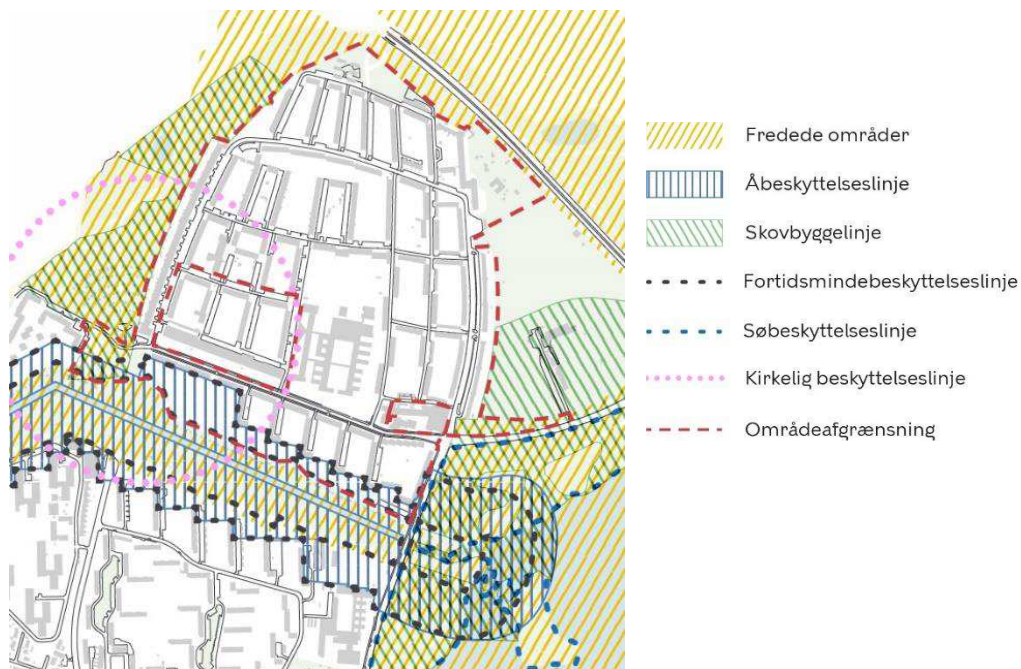 Fredede områder
Åbeskyttelseslinje
Skovbyggelinje
Fortidsmindebeskyttelseslinje
Søbeskyttelseslinje
Kirkelig beskyttelseslinje
Områdeafgrænsning